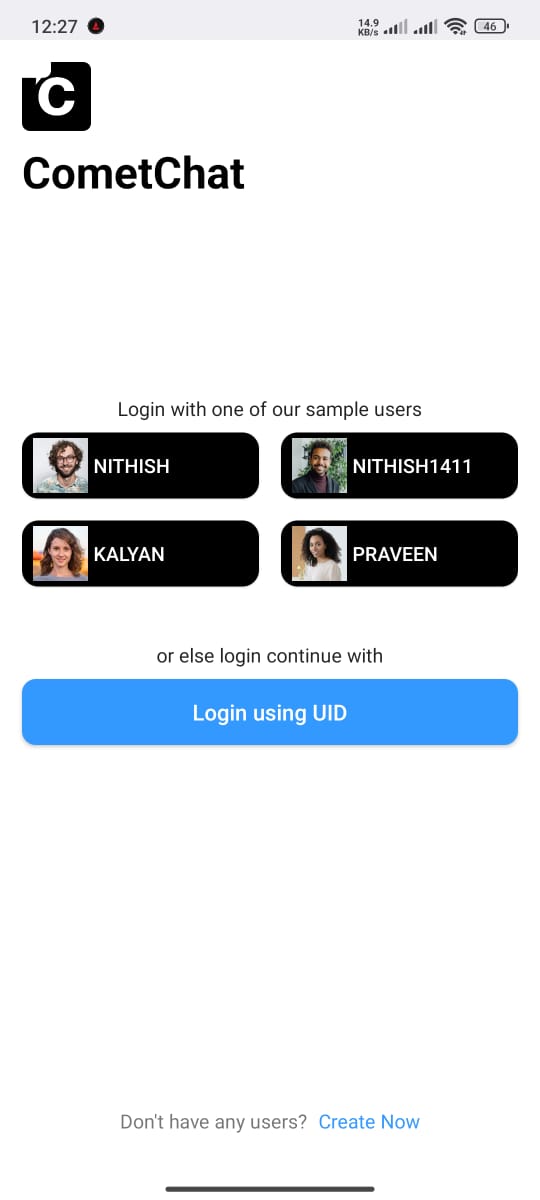 12:27
14.9
KB/s
46
C
CometChat
Login with one of our sample users
NITHISH
NITHISH1411
KALYAN
PRAVEEN
or else login continue with
Login using UID
Don't have any users? Create Now